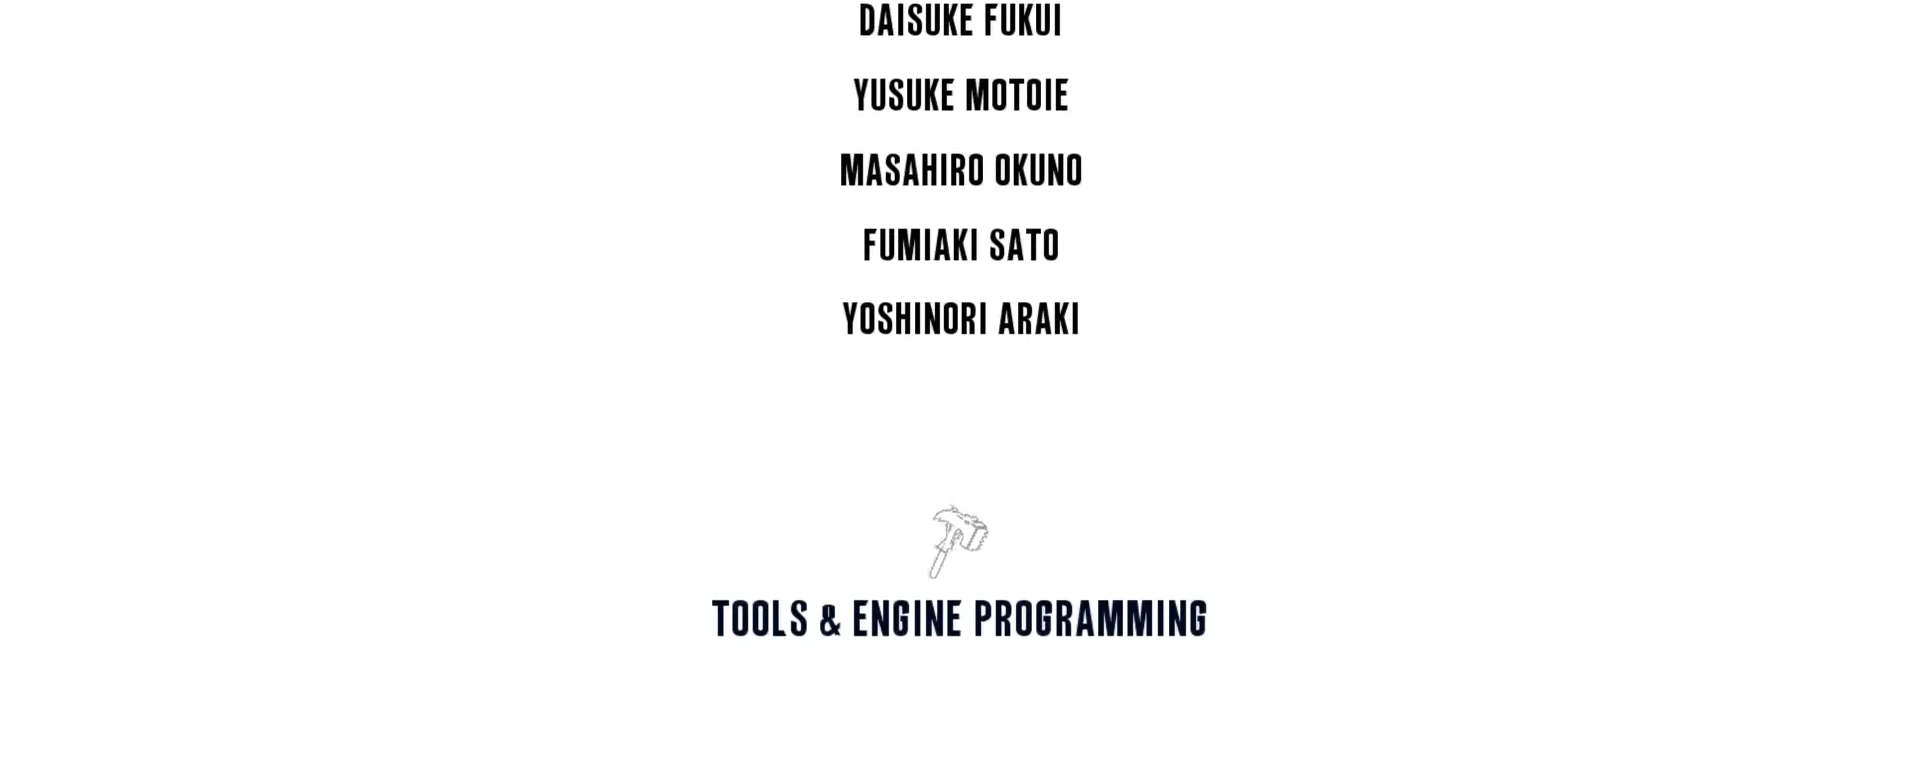 DAISUKE FUKUI
YUSUKE MOTOIE
MASAHIRO OKUNO
FUMIAKI SATO
YOSHINORI ARAKI
TOOLS & ENGINE PROGRAMMING